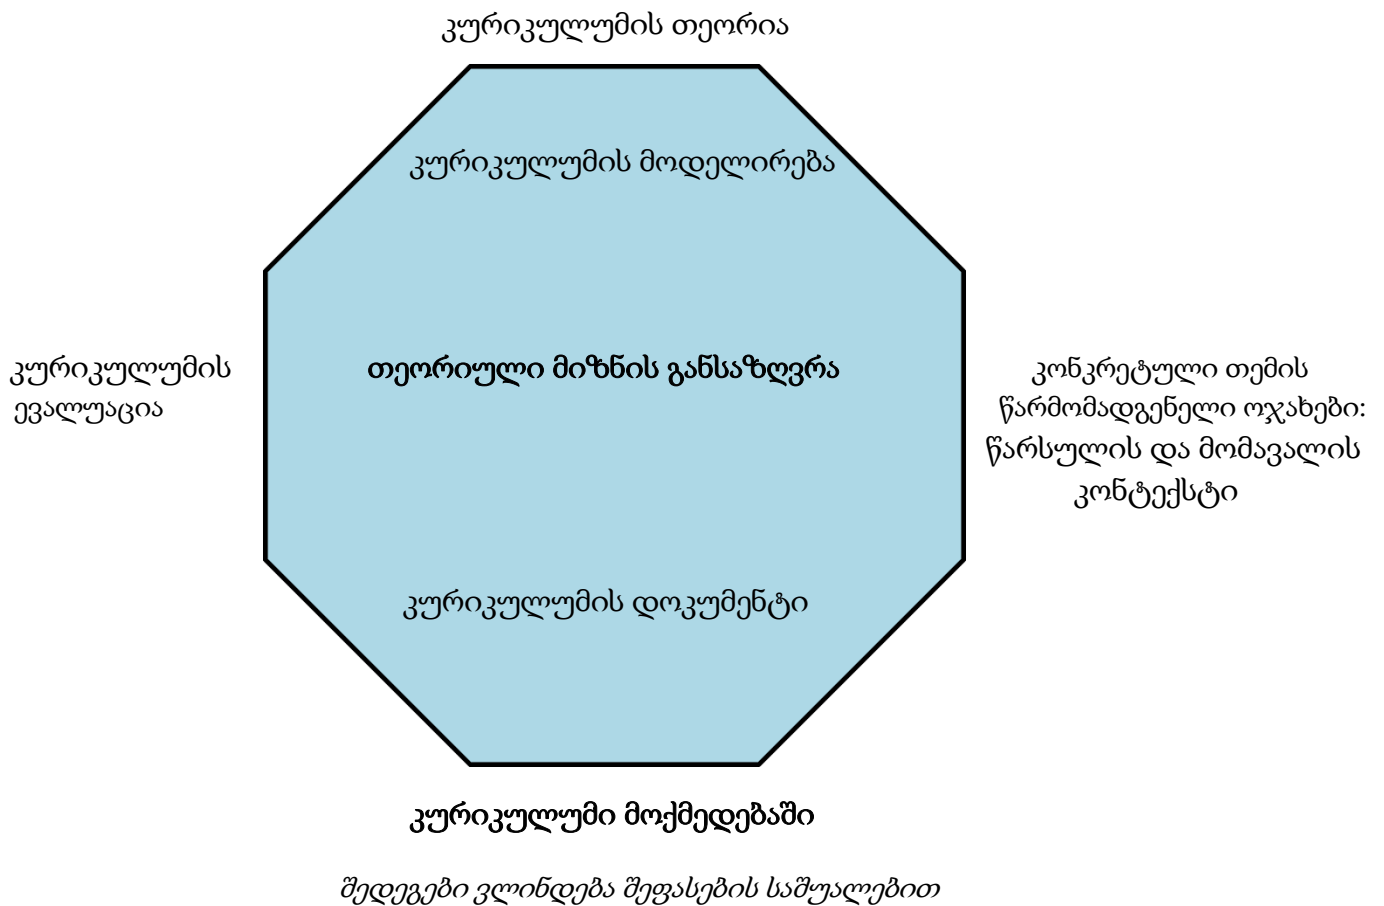 კურიკულუმის თეორია
კურიკულუმის მოდელირება
თეორიული მიზნის განსაზღვრა
კურიკულუმის
ევალუაცია
კონკრეტული თემის
წარმომადგენელი ოჯახები:
წარსულის და მომავალის
კონტექსტი
კურიკულუმის დოკუმენტი
კურიკულუმი მოქმედებაში
შედეგები ვლინდება შეფასების საშუალებით